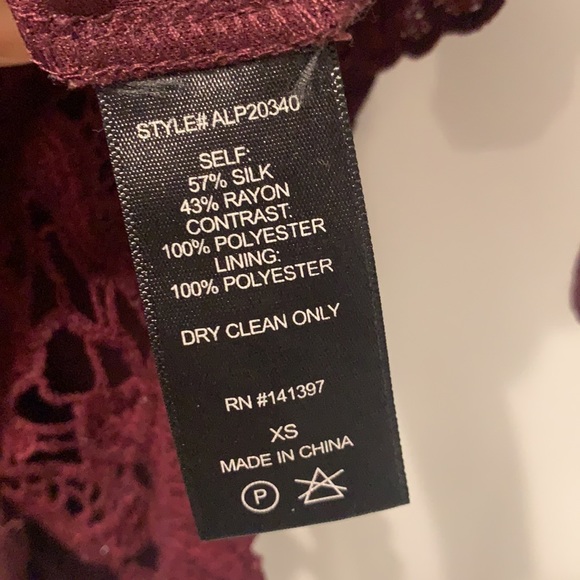 STYLE# ALP20340
SELF:
57% SILK
43% RAYON
CONTRAST:
100% POLYESTER
LINING:
100% POLYESTER
DRY CLEAN ONLY
RN #141397
XS
MADE IN CHINA
P